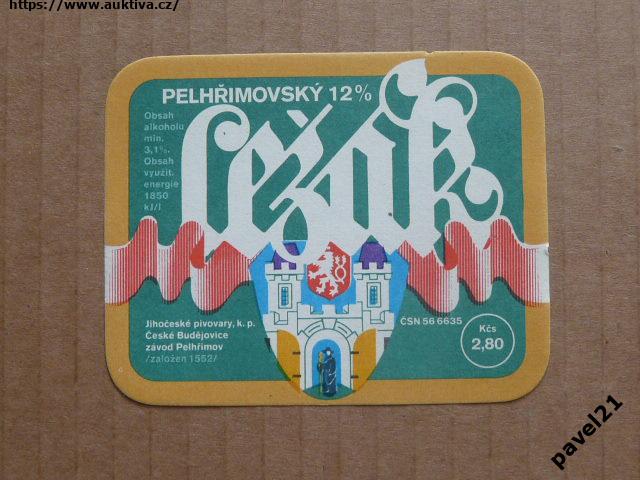 https://www.auktiva.cz/
PELHŘIMOVSKÝ 12%
Ležák
Obsah
alkoholu
min.
3,1%.
Obsah
využit.
energie
1850
kJ/l
Jihočeské pivovary, k. p.
České Budějovice
závod Pelhřimov
/založen 1552/
ČSN 56 6635
Kčs
2,80
pavel21